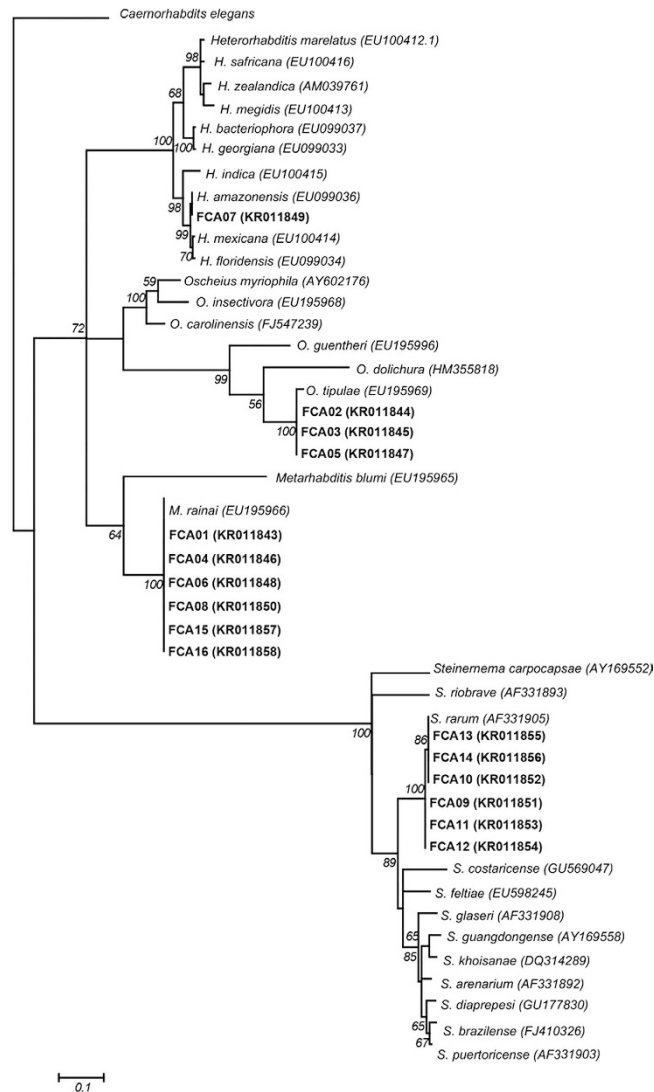 Caernorhabdits elegans
Heterorhabditis marelatus (EU100412.1)
98
H. safricana (EU100416)
H. zealandica (AM039761)
68
H. megidis (EU100413)
H. bacteriophora (EU099037)
100
100
H. georgiana (EU099033)
H. indica (EU100415)
H. amazonensis (EU099036)
98
FCA07 (KR011849)
99
H. mexicana (EU100414)
70
H. floridensis (EU099034)
59
Oscheius myriophila (AY602176)
100
O. insectivora (EU195968)
O. carolinensis (FJ547239)
72
O. guentheri (EU195996)
99
O. dolichura (HM355818)
56
O. tipulae (EU195969)
FCA02 (KR011844)
100
FCA03 (KR011845)
FCA05 (KR011847)
Metarhabditis blumi (EU195965)
M. rainai (EU195966)
64
FCA01 (KR011843)
FCA04 (KR011846)
100
FCA06 (KR011848)
FCA08 (KR011850)
FCA15 (KR011857)
FCA16 (KR011858)
Steinernema carpocapsae (AY169552)
S. riobrave (AF331893)
100
S. rarum (AF331905)
86
FCA13 (KR011855)
FCA14 (KR011856)
100
FCA10 (KR011852)
FCA09 (KR011851)
FCA11 (KR011853)
FCA12 (KR011854)
89
S. costaricense (GU569047)
S. feltiae (EU598245)
S. glaseri (AF331908)
65
S. guangdongense (AY169558)
85
S. khoisanae (DQ314289)
S. arenarium (AF331892)
S. diaprepesi (GU177830)
65
S. brazilense (FJ410326)
67
S. puertoricense (AF331903)
0.1